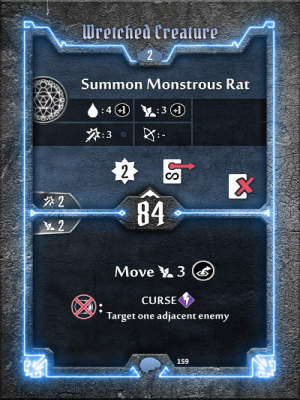 Wretched Creature
2
Summon Monstrous Rat
: 4 +1 : 3 +1
: 3 : -
2 S
84
2
2
Move 3
: CURSE
Target one adjacent enemy
159